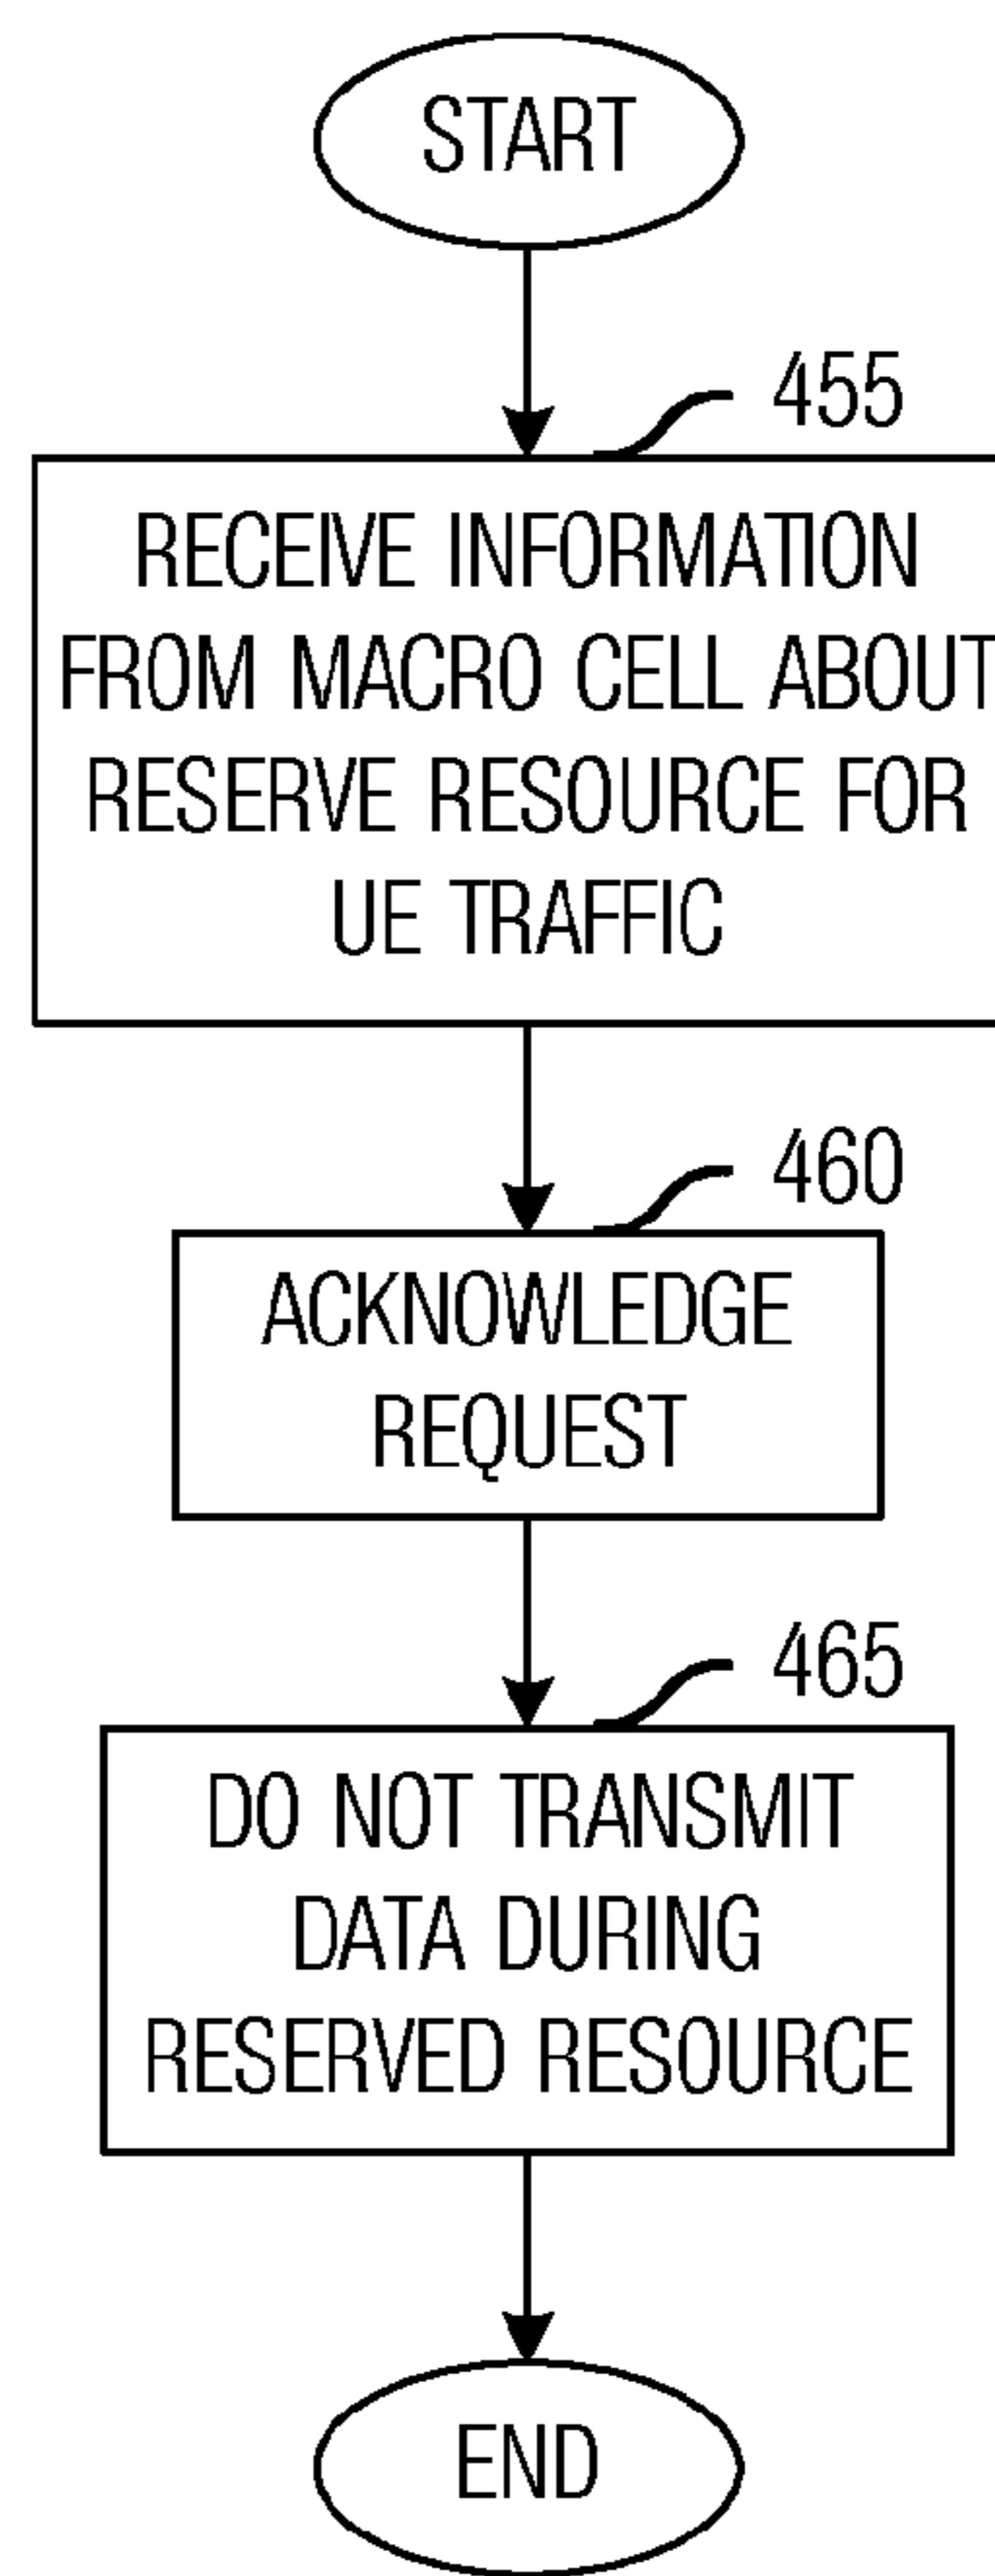 START
455
RECEIVE INFORMATION
FROM MACRO CELL ABOUT
RESERVE RESOURCE FOR
UE TRAFFIC
460
ACKNOWLEDGE
REQUEST
465
DO NOT TRANSMIT
DATA DURING
RESERVED RESOURCE
END